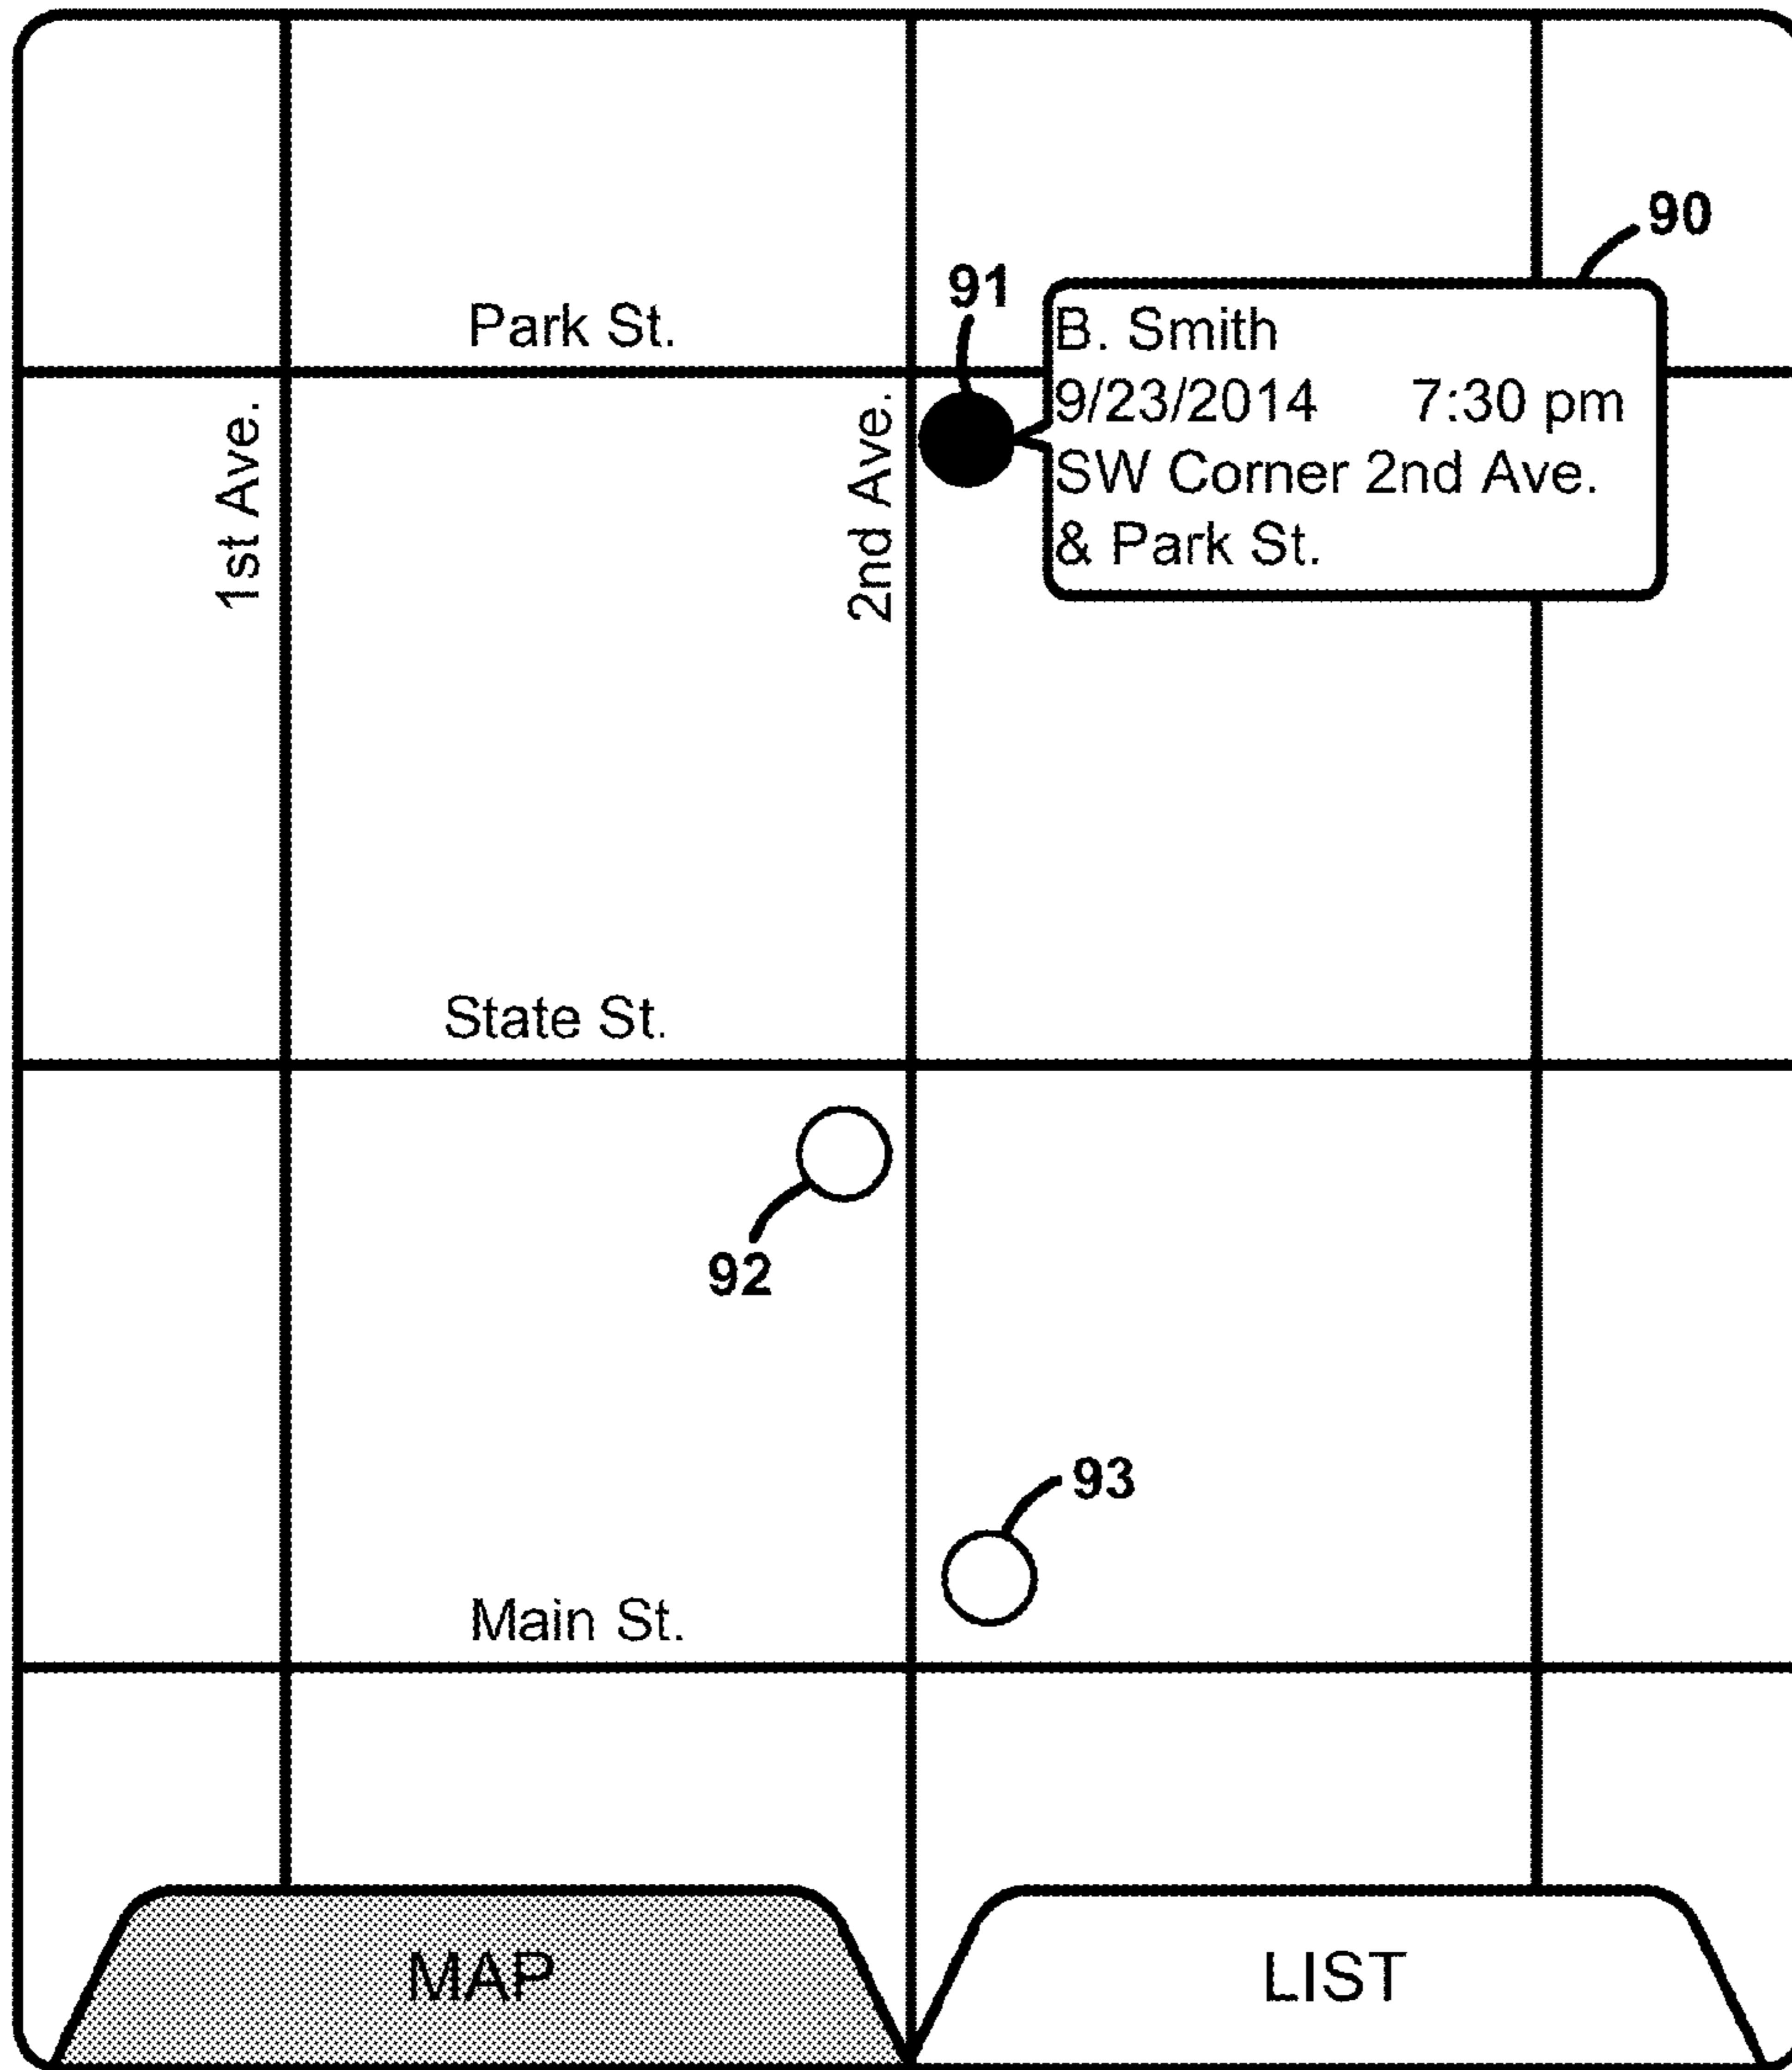 90
91
Park St.
B. Smith
9/23/2014 7:30 pm
SW Corner 2nd Ave.
& Park St.
1st Ave.
2nd Ave.
State St.
92
93
Main St.
MAP
LIST